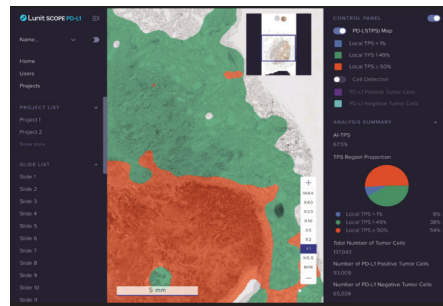 Lunit SCOPE PD-L1
Name...
Home
Users
Projects
PROJECT LIST
Project 1
Project 2
Show more
SLIDE LIST
Slide 1
Slide 2
Slide 3
Slide 4
Slide 5
Slide 6
Slide 7
Slide 8
Slide 9
Slide 10
Slide 11
5 mm
+
MAX
X40
X20
X10
X5
X2
X1
X0.5
MIN
CONTROL PANEL
PD-L1(TPS) Map
Local TPS < 1%
Local TPS 1-49%
Local TPS ≥ 50%
Cell Detection
PD-L1 Positive Tumor Cells
PD-L1 Negative Tumor Cells
ANALYSIS SUMMARY
AI-TPS
67.5%
TPS Region Proportion
Local TPS < 1% 8%
Local TPS 1-49% 38%
Local TPS ≥ 50% 54%
Total Number of Tumor Cells
Number of PD-L1 Positive Tumor Cells
Number of PD-L1 Negative Tumor Cells